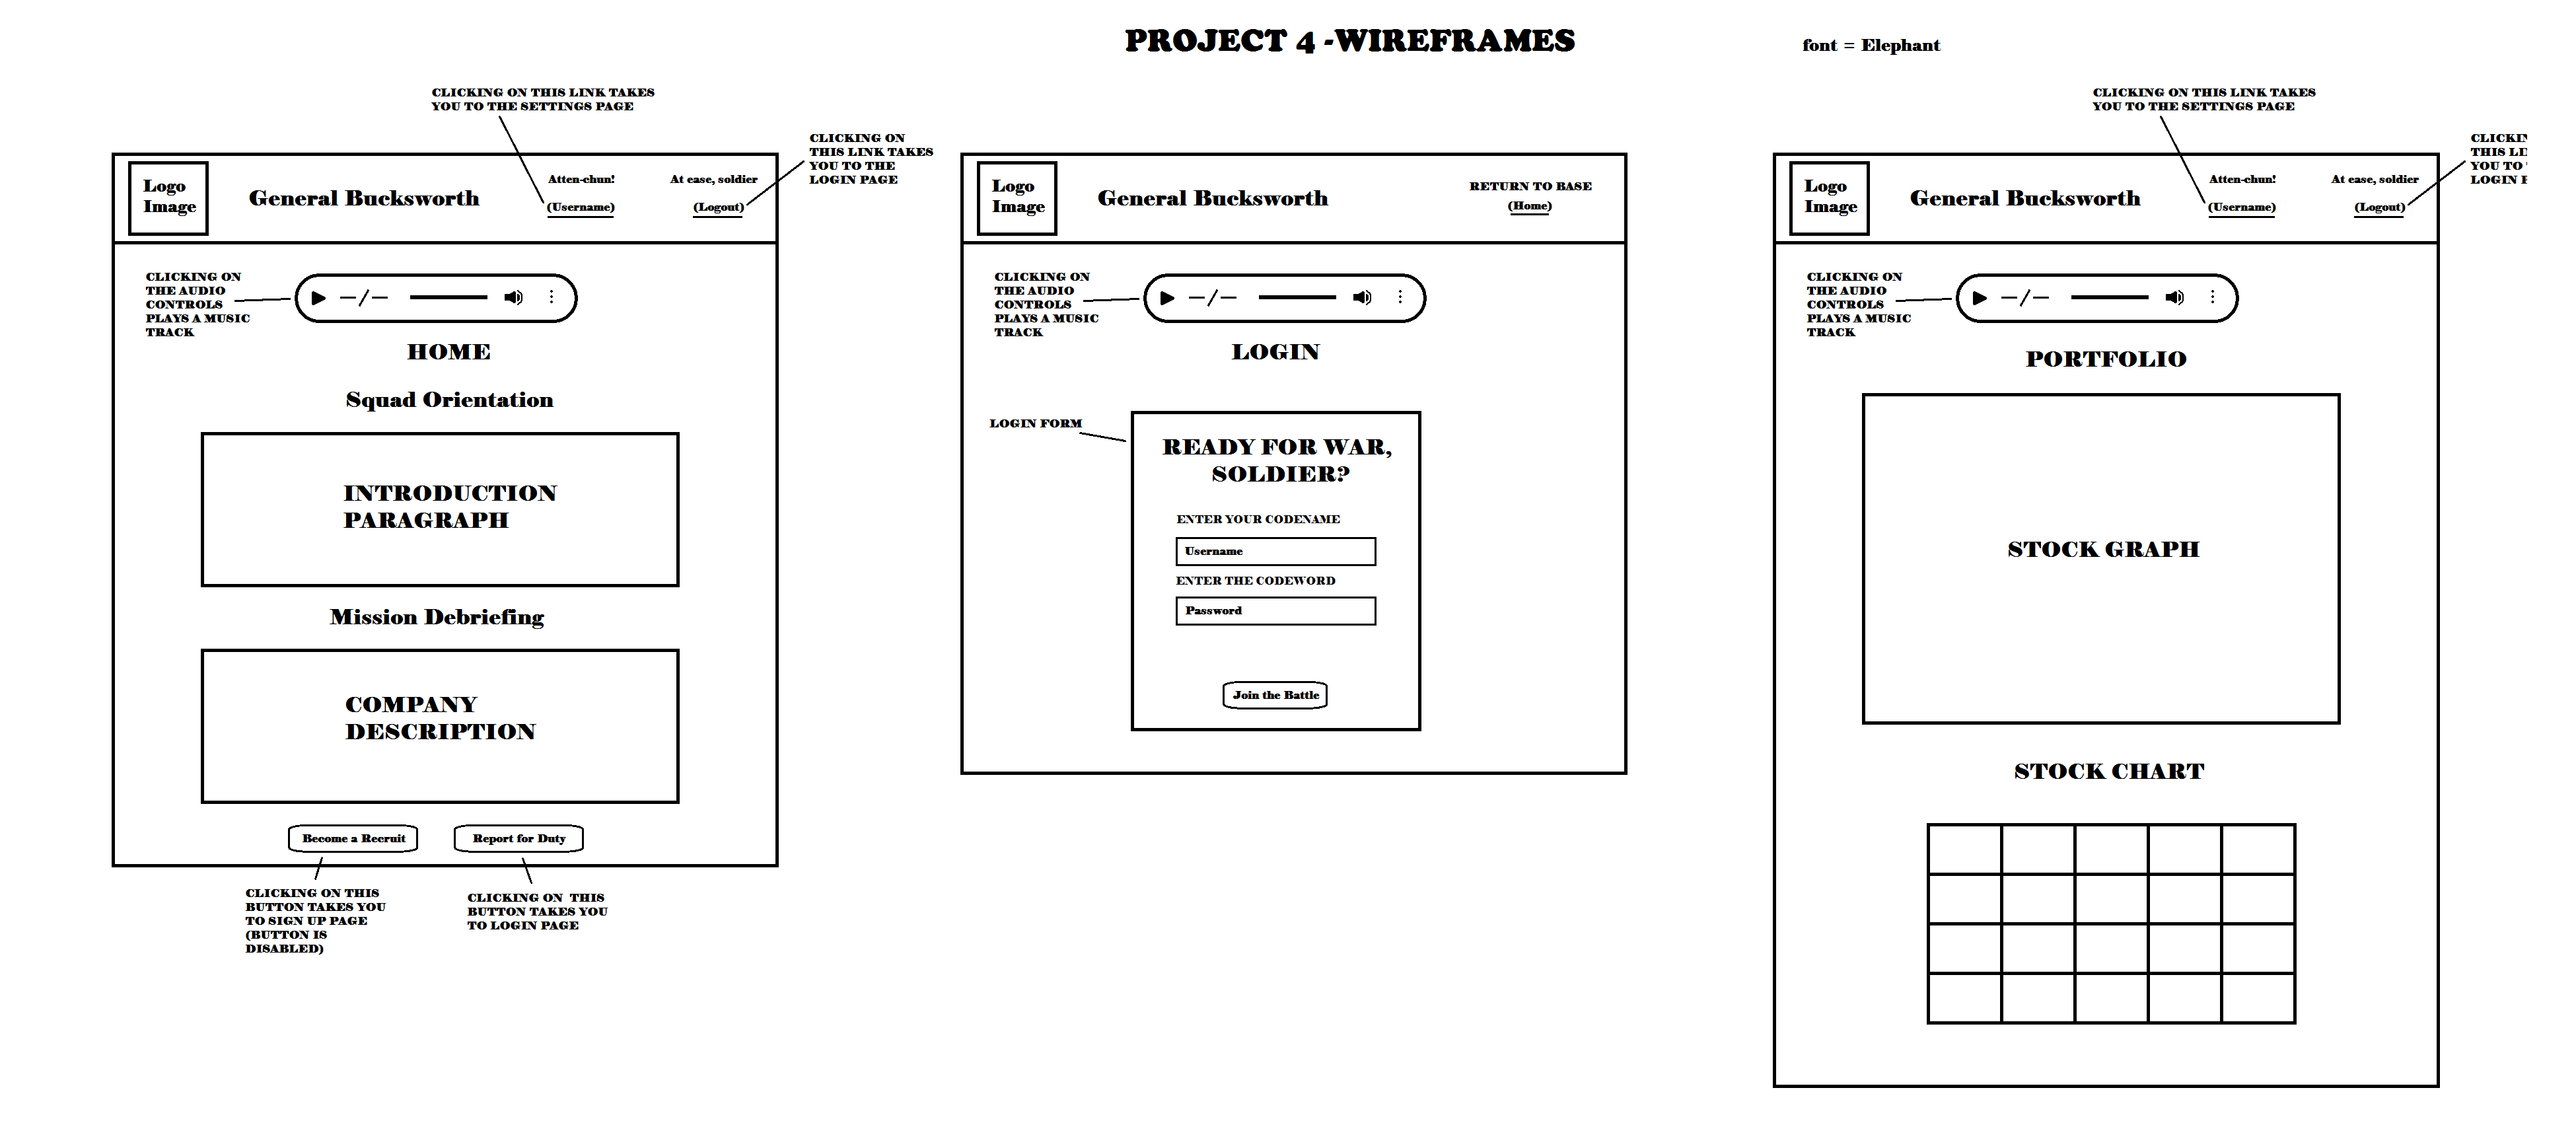 PROJECT 4 -WIREFRAMES
font = Elephant
CLICKING ON THIS LINK TAKES
YOU TO THE SETTINGS PAGE
CLICKING ON
THIS LINK TAKES
YOU TO THE
LOGIN PAGE
Logo
Image
General Bucksworth
Atten-chun!
(Username)
At ease, soldier
(Logout)
CLICKING ON
THE AUDIO
CONTROLS
PLAYS A MUSIC
TRACK
HOME
Squad Orientation
INTRODUCTION
PARAGRAPH
Mission Debriefing
COMPANY
DESCRIPTION
Become a Recruit
Report for Duty
CLICKING ON THIS
BUTTON TAKES YOU
TO SIGN UP PAGE
(BUTTON IS
DISABLED)
CLICKING ON THIS
BUTTON TAKES YOU
TO LOGIN PAGE
Logo
Image
General Bucksworth
RETURN TO BASE
(Home)
CLICKING ON
THE AUDIO
CONTROLS
PLAYS A MUSIC
TRACK
LOGIN
LOGIN FORM
READY FOR WAR,
SOLDIER?
ENTER YOUR CODENAME
Username
ENTER THE CODEWORD
Password
Join the Battle
CLICKING ON THIS LINK TAKES
YOU TO THE SETTINGS PAGE
THIS
YOU TO
LOGIN
Logo
Image
General Bucksworth
Atten-chun!
(Username)
At ease, soldier
(Logout)
CLICKING ON
THE AUDIO
CONTROLS
PLAYS A MUSIC
TRACK
PORTFOLIO
STOCK GRAPH
STOCK CHART